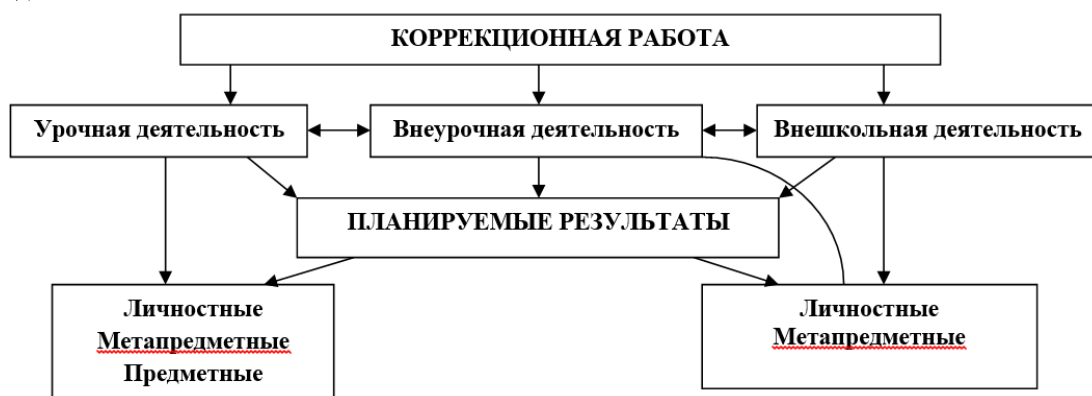 КОРРЕКЦИОННАЯ РАБОТА
Урочная деятельность
Внеурочная деятельность
Внешкольная деятельность
ПЛАНИРУЕМЫЕ РЕЗУЛЬТАТЫ
Личностные
Метапредметные
Предметные
Личностные
Метапредметные